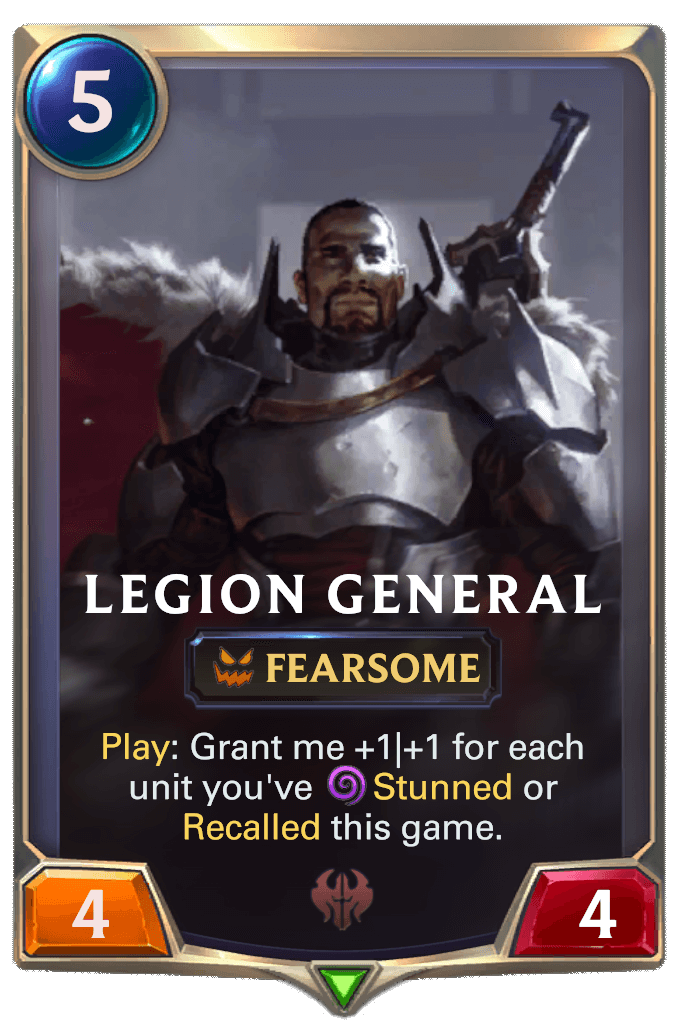 5
LEGION GENERAL
FEARSOME
Play: Grant me +1|+1 for each
unit you've Stunned or
Recalled this game.
4
4